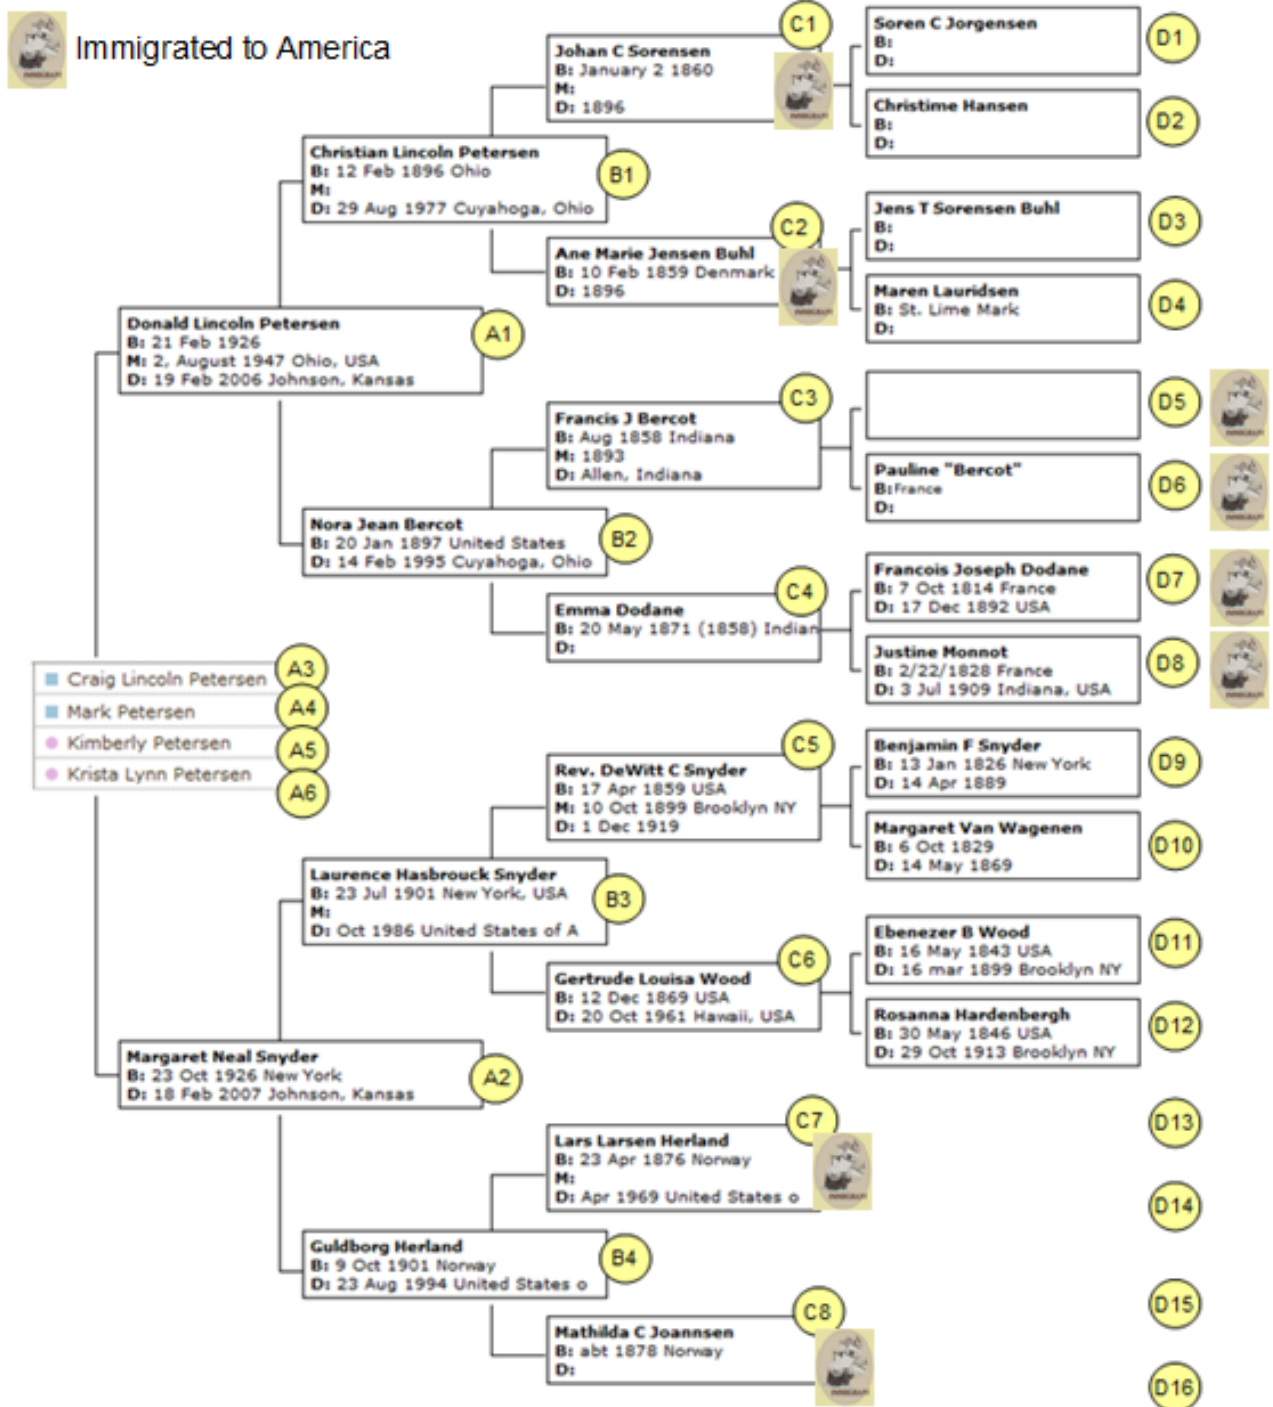 Immigrated to America
C1
Johan C Sorensen
B: January 2 1860
M:
D: 1896
Soren C Jorgensen
B:
D:
D1
Christime Hansen
B:
D:
D2
Christian Lincoln Petersen
B: 12 Feb 1896 Ohio
M:
D: 29 Aug 1977 Cuyahoga, Ohio
B1
C2
Ane Marie Jensen Buhl
B: 10 Feb 1859 Denmark
D: 1896
Jens T Sorensen Buhl
B:
D:
D3
Maren Lauridsen
B: St. Lime Mark
D:
D4
Donald Lincoln Petersen
B: 21 Feb 1926
M: 2, August 1947 Ohio, USA
D: 19 Feb 2006 Johnson, Kansas
A1
C3
Francis J Bercot
B: Aug 1858 Indiana
M: 1893
D: Allen, Indiana
D5
Pauline "Bercot"
B:France
D:
D6
Nora Jean Bercot
B: 20 Jan 1897 United States
D: 14 Feb 1995 Cuyahoga, Ohio
B2
C4
Emma Dodane
B: 20 May 1871 (1858) Indian
D:
Francois Joseph Dodane
B: 7 Oct 1814 France
D: 17 Dec 1892 USA
D7
Justine Monnot
B: 2/22/1828 France
D: 3 Jul 1909 Indiana, USA
D8
Craig Lincoln Petersen
A3
Mark Petersen
A4
Kimberly Petersen
A5
Krista Lynn Petersen
A6
C5
Rev. DeWitt C Snyder
B: 17 Apr 1859 USA
M: 10 Oct 1899 Brooklyn NY
D: 1 Dec 1919
Benjamin F Snyder
B: 13 Jan 1826 New York
D: 14 Apr 1889
D9
Margaret Van Wagenen
B: 6 Oct 1829
D: 14 May 1869
D10
Laurence Hasbrouck Snyder
B: 23 Jul 1901 New York, USA
M:
D: Oct 1986 United States of A
B3
C6
Gertrude Louisa Wood
B: 12 Dec 1869 USA
D: 20 Oct 1961 Hawaii, USA
Ebenezer B Wood
B: 16 May 1843 USA
D: 16 mar 1899 Brooklyn NY
D11
Rosanna Hardenbergh
B: 30 May 1846 USA
D: 29 Oct 1913 Brooklyn NY
D12
Margaret Neal Snyder
B: 23 Oct 1926 New York
D: 18 Feb 2007 Johnson, Kansas
A2
C7
Lars Larsen Herland
B: 23 Apr 1876 Norway
M:
D: Apr 1969 United States o
D13
D14
Guldborg Herland
B: 9 Oct 1901 Norway
D: 23 Aug 1994 United States o
B4
C8
Mathilda C Joannsen
B: abt 1878 Norway
D:
D15
D16